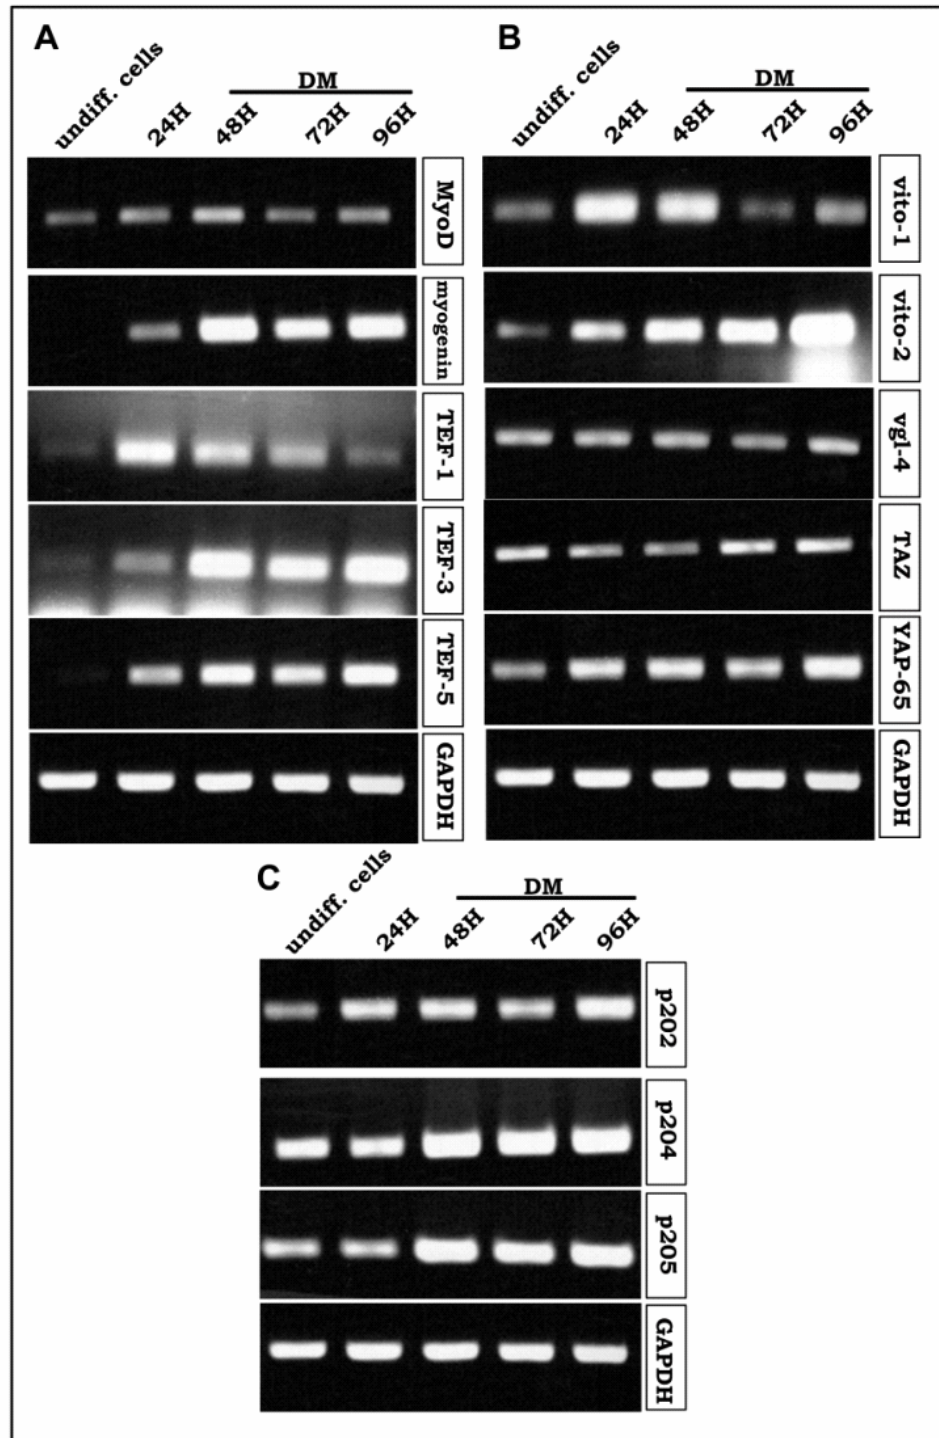 A
undiff. cells
24H
DM
48H
72H
96H
MyoD
myogenin
TEF-1
TEF-3
TEF-5
GAPDH
B
undiff. cells
24H
DM
48H
72H
96H
vito-1
vito-2
vgl-4
TAZ
YAP-65
GAPDH
C
undiff. cells
24H
DM
48H
72H
96H
p202
p204
p205
GAPDH